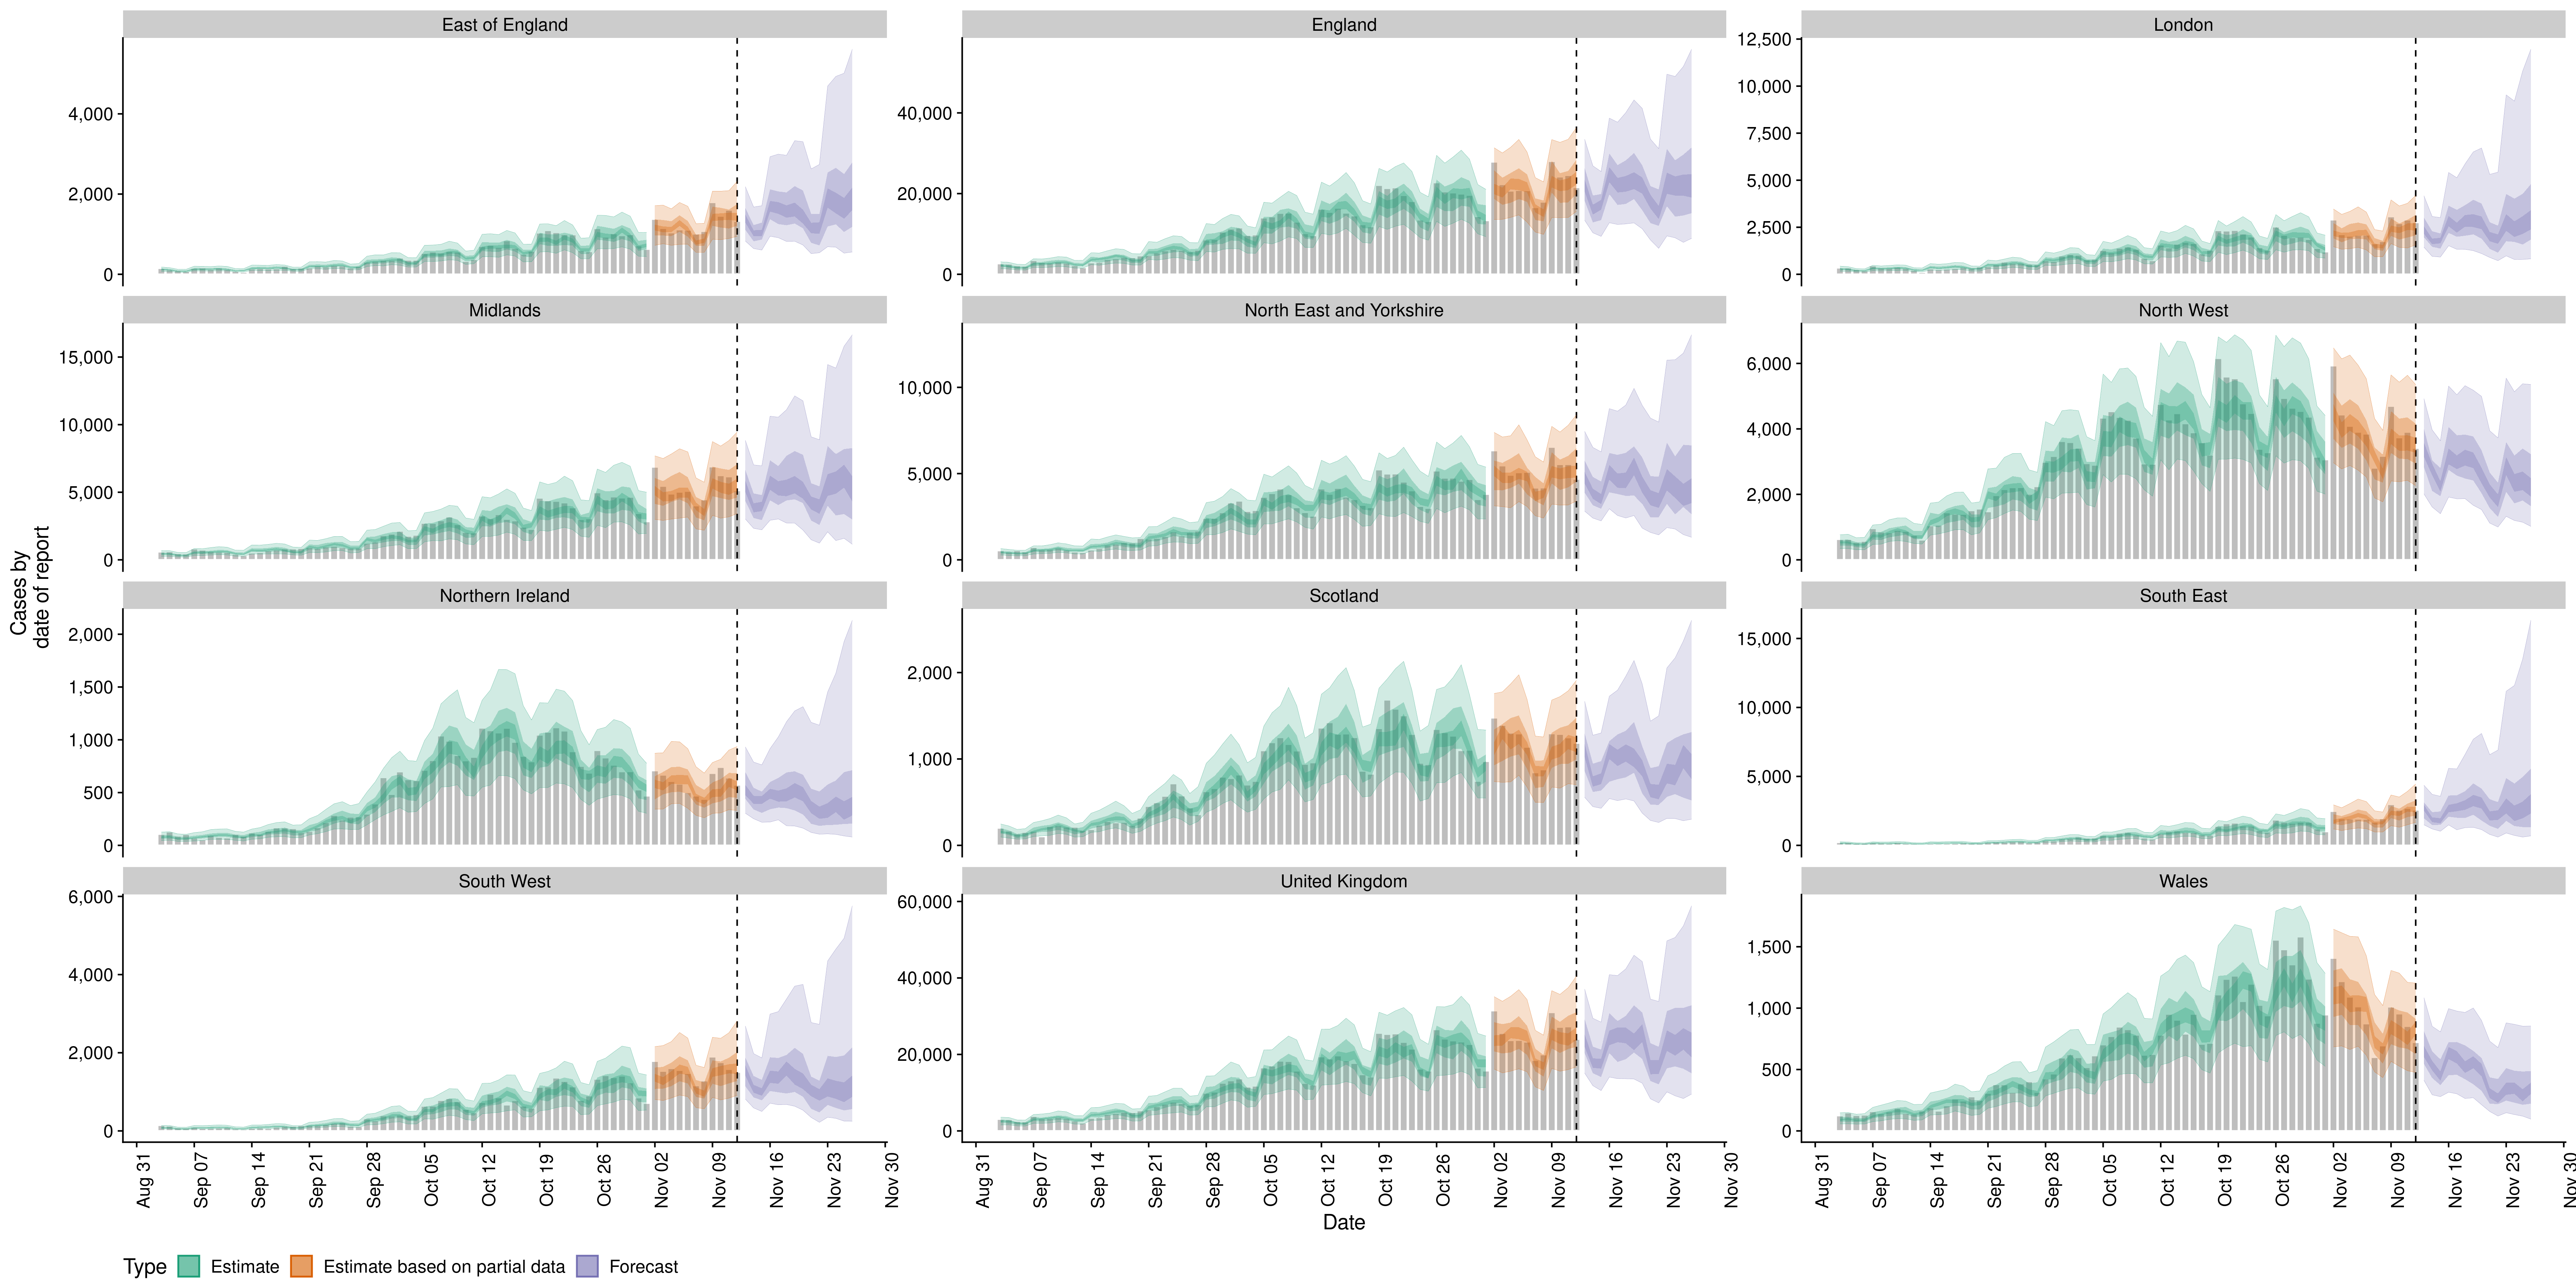 East of England
England
London
4,000
2,000
0
40,000
20,000
0
12,500
10,000
7,500
5,000
2,500
0
Midlands
North East and Yorkshire
North West
15,000
10,000
5,000
0
10,000
5,000
0
6,000
4,000
2,000
0
Cases by
date of report
Northern Ireland
Scotland
South East
2,000
1,500
1,000
500
0
2,000
1,000
0
15,000
10,000
5,000
0
South West
United Kingdom
Wales
6,000
4,000
2,000
0
60,000
40,000
20,000
0
1,500
1,000
500
0
Aug 31
Sep 07
Sep 14
Sep 21
Sep 28
Oct 05
Oct 12
Oct 19
Oct 26
Nov 02
Nov 09
Nov 16
Nov 23
Nov 30
Aug 31
Sep 07
Sep 14
Sep 21
Sep 28
Oct 05
Oct 12
Oct 19
Oct 26
Nov 02
Nov 09
Nov 16
Nov 23
Nov 30
Aug 31
Sep 07
Sep 14
Sep 21
Sep 28
Oct 05
Oct 12
Oct 19
Oct 26
Nov 02
Nov 09
Nov 16
Nov 23
Nov 30
Date
Type Estimate Estimate based on partial data Forecast